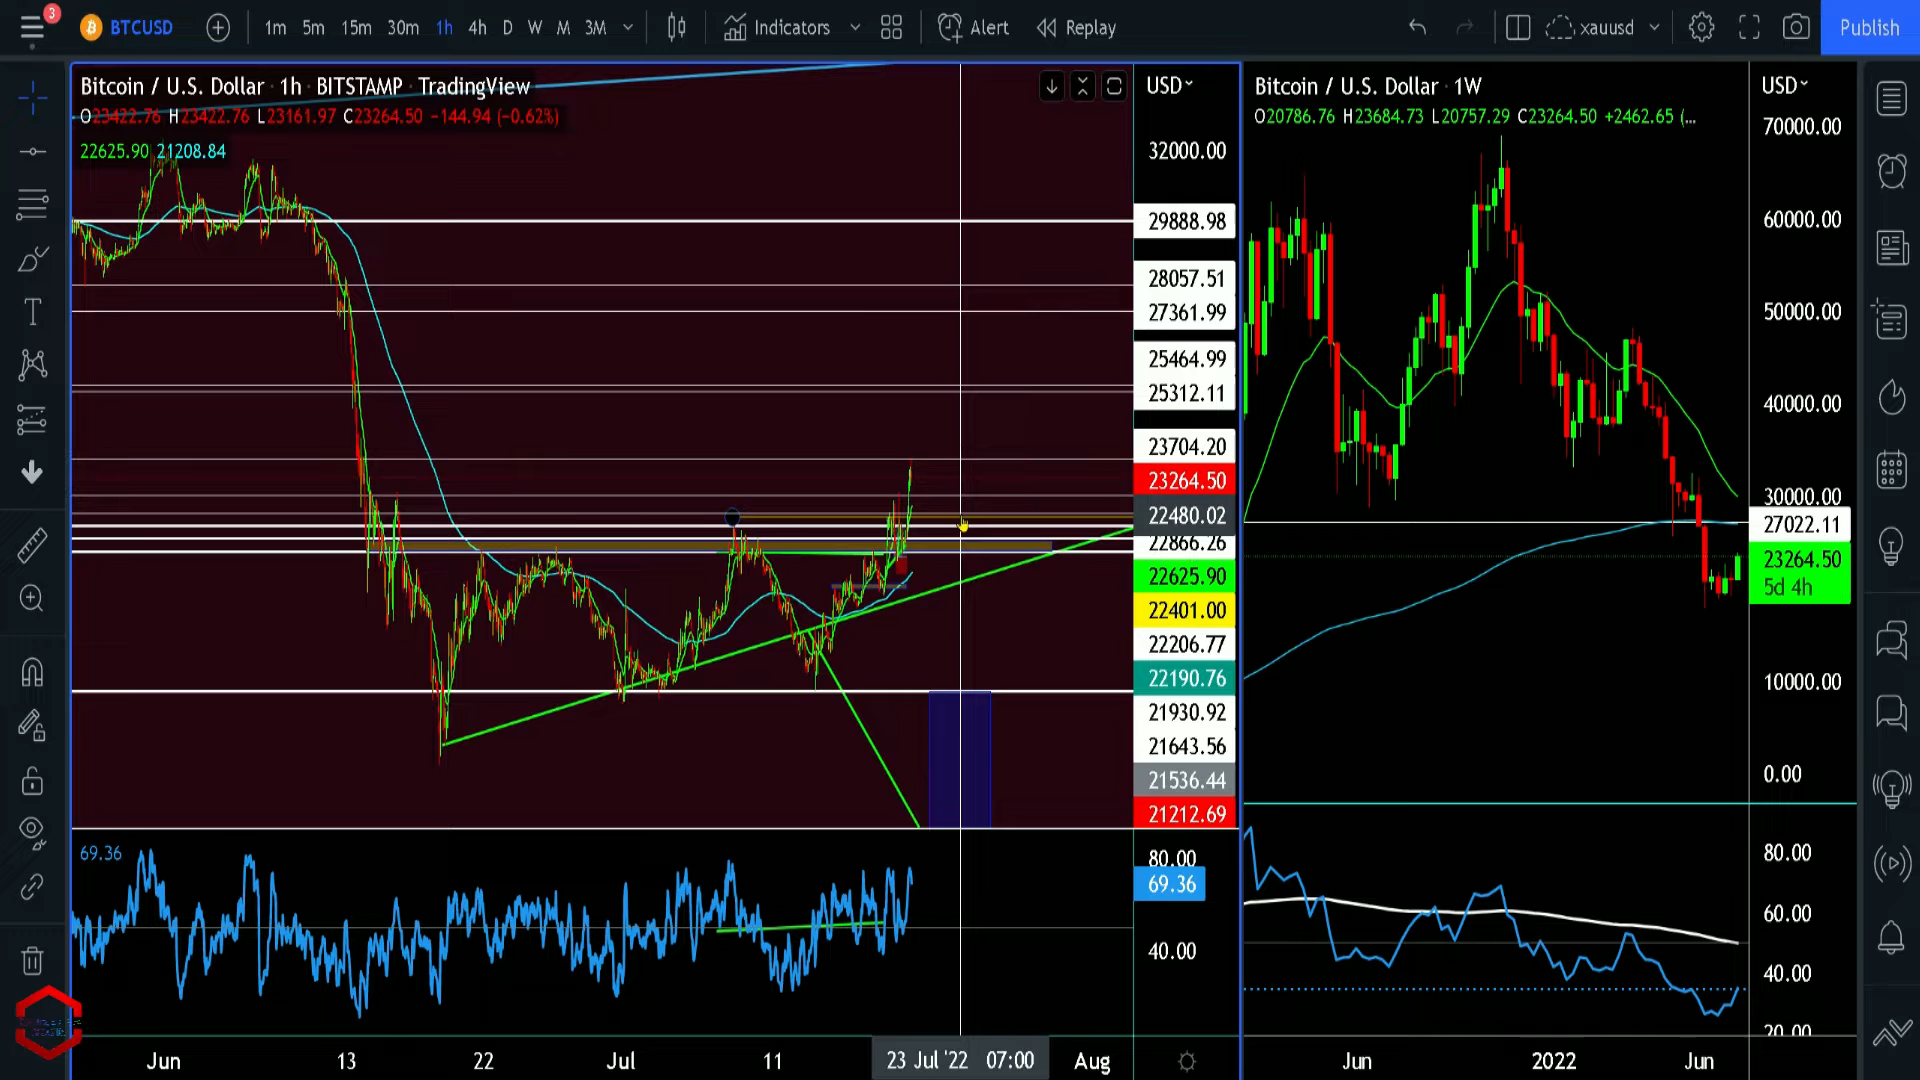 3
BTCUSD
1m 5m 15m 30m 1h 4h D W M 3M
Indicators
Alert
Replay
xauusd
Publish
Bitcoin / U.S. Dollar · 1h · BITSTAMP · TradingView
O23422.76 H23422.76 L23161.97 C23264.50 −144.94 (−0.62%)
22625.90 21208.84
USD
32000.00
29888.98
28057.51
27361.99
25464.99
25312.11
23704.20
23264.50
22480.02
22866.26
22625.90
22401.00
22206.77
22190.76
21930.92
21643.56
21536.44
21212.69
69.36
80.00
69.36
40.00
Jun 13 22 Jul 11 23 Jul '22 07:00 Aug
Bitcoin / U.S. Dollar · 1W
O20786.76 H23684.73 L20757.29 C23264.50 +2462.65 (...
USD
70000.00
60000.00
50000.00
40000.00
30000.00
27022.11
23264.50
5d 4h
10000.00
0.00
80.00
60.00
40.00
20.00
Jun 2022 Jun